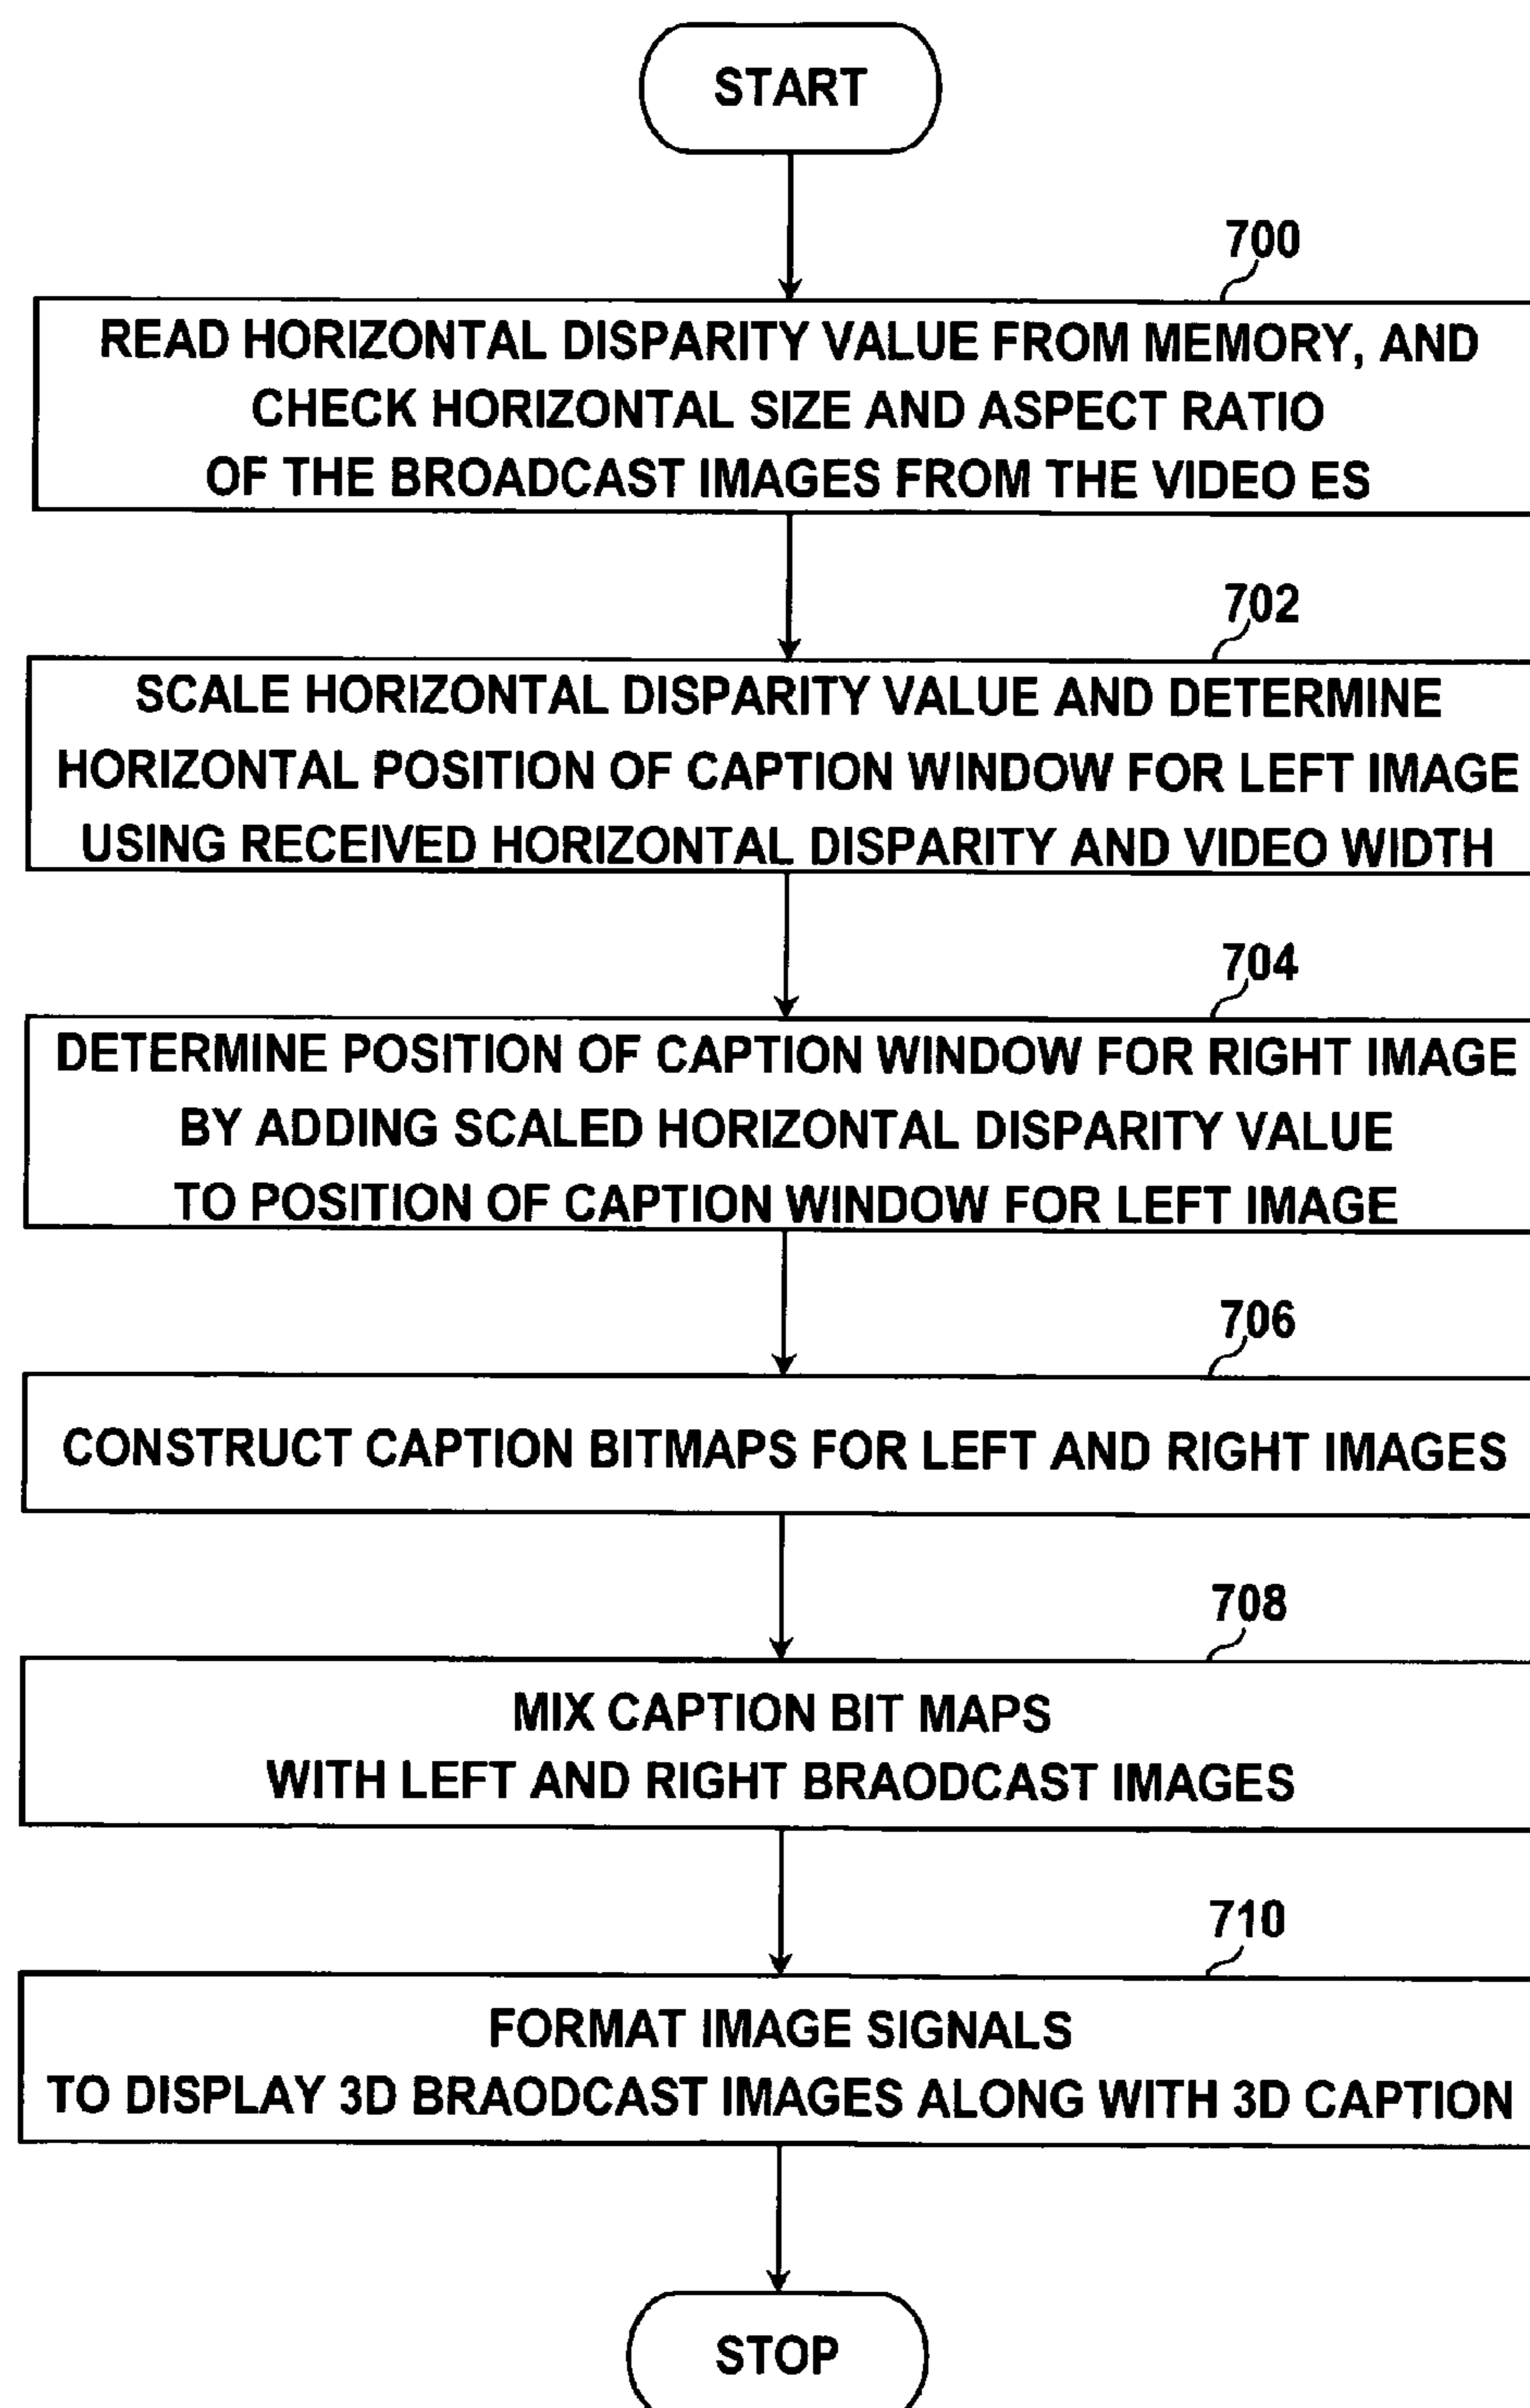 START
700
READ HORIZONTAL DISPARITY VALUE FROM MEMORY, AND
CHECK HORIZONTAL SIZE AND ASPECT RATIO
OF THE BROADCAST IMAGES FROM THE VIDEO ES
702
SCALE HORIZONTAL DISPARITY VALUE AND DETERMINE
HORIZONTAL POSITION OF CAPTION WINDOW FOR LEFT IMAGE
USING RECEIVED HORIZONTAL DISPARITY AND VIDEO WIDTH
704
DETERMINE POSITION OF CAPTION WINDOW FOR RIGHT IMAGE
BY ADDING SCALED HORIZONTAL DISPARITY VALUE
TO POSITION OF CAPTION WINDOW FOR LEFT IMAGE
706
CONSTRUCT CAPTION BITMAPS FOR LEFT AND RIGHT IMAGES
708
MIX CAPTION BIT MAPS
WITH LEFT AND RIGHT BRAODCAST IMAGES
710
FORMAT IMAGE SIGNALS
TO DISPLAY 3D BRAODCAST IMAGES ALONG WITH 3D CAPTION
STOP